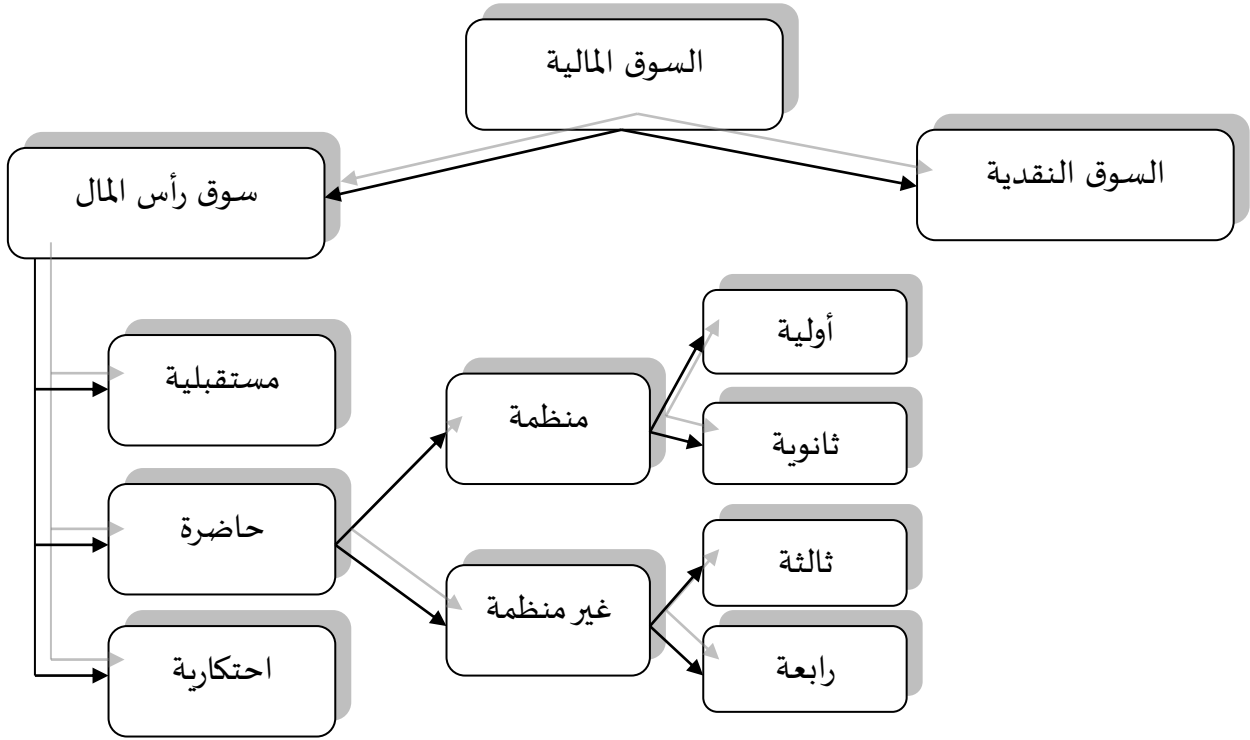 السوق المالية
السوق النقدية
سوق رأس المال
مستقبلية
حاضرة
احتكارية
منظمة
غير منظمة
أولية
ثانوية
ثالثة
رابعة